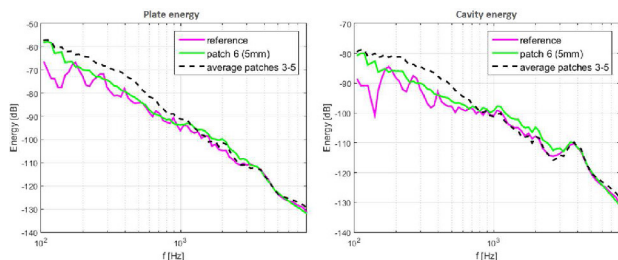 Plate energy
-50
-60
-70
-80
-90
-100
-110
-120
-130
-140
Energy [dB]
reference
patch 6 (5mm)
average patches 3-5
10²
10³
f [Hz]
Cavity energy
-70
-80
-90
-100
-110
-120
-130
Energy [dB]
reference
patch 6 (5mm)
average patches 3-5
10²
10³
f [Hz]